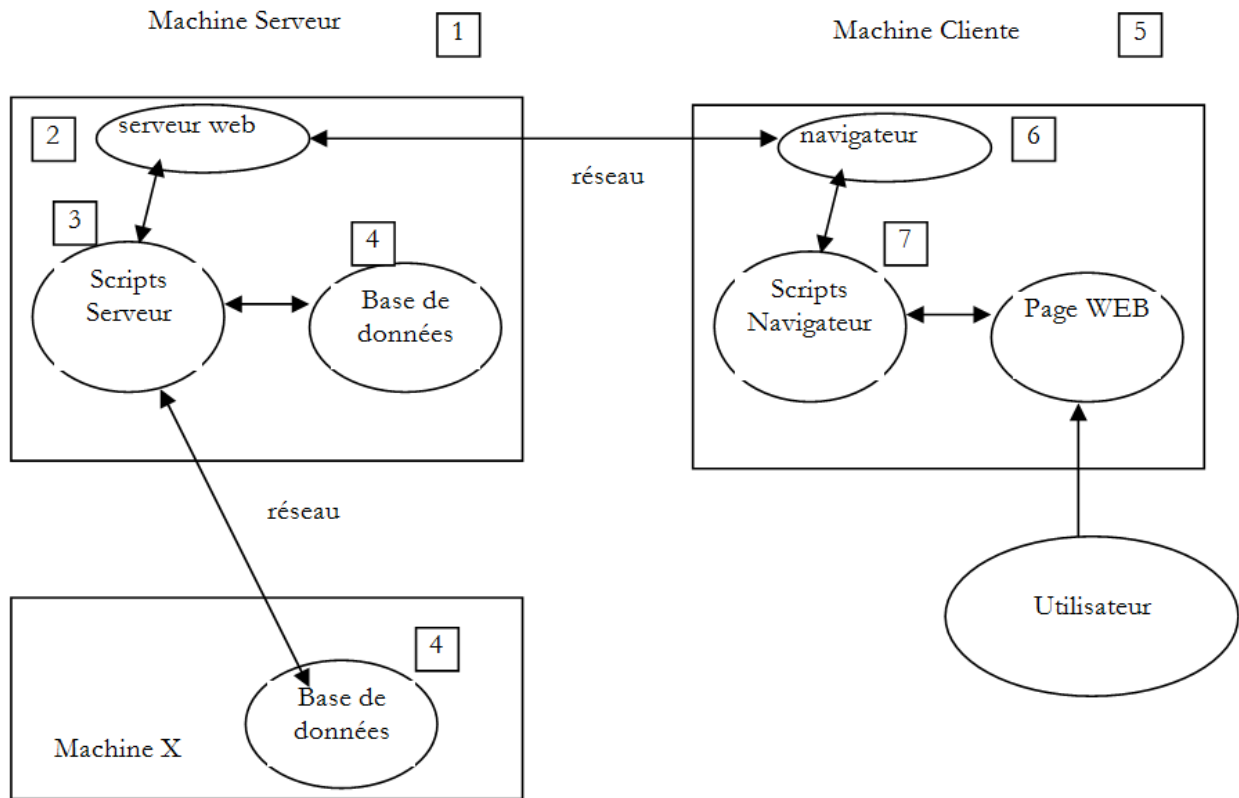 Machine Serveur
1
Machine Cliente
5
2
serveur web
navigateur
6
réseau
3
4
7
Scripts
Serveur
Base de
données
Scripts
Navigateur
Page WEB
réseau
Utilisateur
4
Base de
données
Machine X